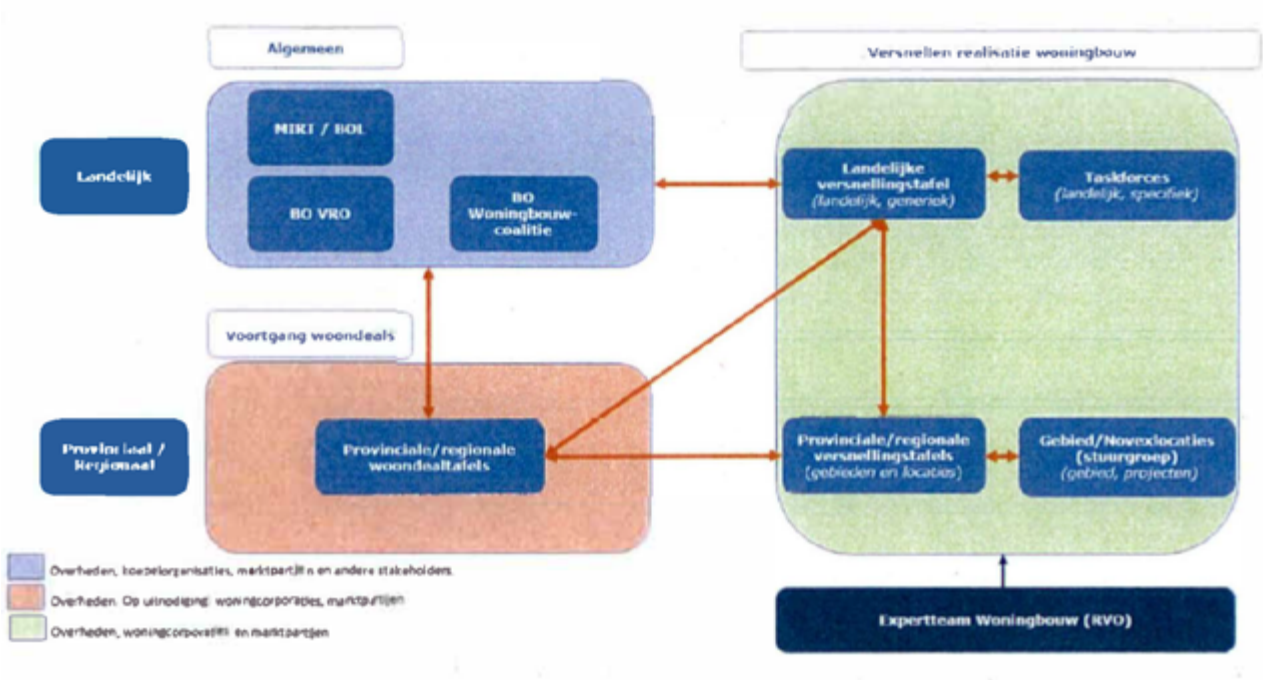 Algemeen
Versnellen realisatie woningbouw
Landelijk
MIRT / BOL
BO VRO
BO
Woningbouw-
coalitie
Landelijke
versnellingstafel
(landelijk, generiek)
Taskforces
(landelijk, specifiek)
Voortgang woondeals
Provinciaal /
Regionaal
Provinciale/regionale
woondealtafels
Provinciale/regionale
versnellingstafels
(gebieden en locaties)
Gebied/Novexlocaties
(stuurgroep)
(gebied, projecten)
Overheden, koepelorganisaties, marktpartijen en andere stakeholders.
Overheden. Op uitnodiging: woningcorporaties, marktpartijen
Overheden, woningcorporaties en marktpartijen
Expertteam Woningbouw (RVO)